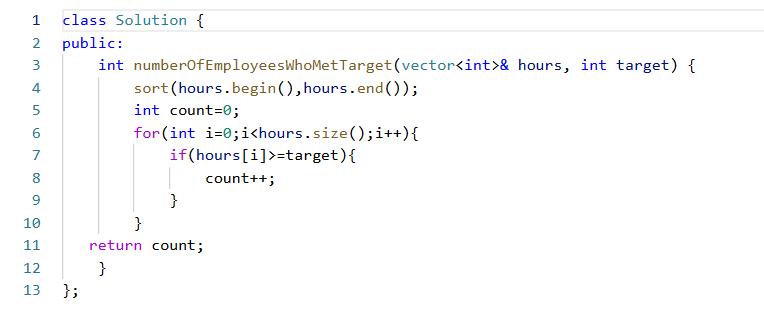 1 class Solution {
2 public:
3     int numberOfEmployeesWhoMetTarget(vector<int>& hours, int target) {
4         sort(hours.begin(),hours.end());
5         int count=0;
6         for(int i=0;i<hours.size();i++){
7             if(hours[i]>=target){
8                 count++;
9             }
10         }
11    return count;
12     }
13 };